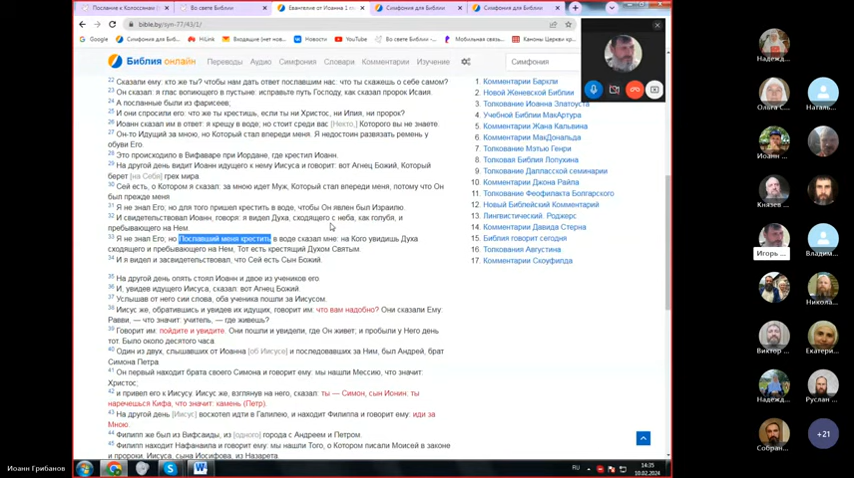 Послание к Колоссянам (
Во свете Библии
Евангелие от Иоанна 1 г
Симфония для Библии
Симфония для Библии
bible.by/syn-77/43/1/
Google
Симфония для Биб...
HiLink
Входящие (не нов...
Новости
YouTube
Во свете Библии -...
Мобильная связь...
Каноны Церкви кни...
Библия онлайн
Переводы
Аудио
Симфония
Словари
Комментарии
Изучение
Симфония
22 Сказали ему: кто же ты? чтобы нам дать ответ пославшим нас: что ты скажешь о себе самом?
23 Он сказал: я глас вопиющего в пустыне: исправьте путь Господу, как сказал пророк Исаия.
24 А посланные были из фарисеев;
25 И они спросили его: что же ты крестишь, если ты ни Христос, ни Илия, ни пророк?
26 Иоанн сказал им в ответ: я крещу в воде; но стоит среди вас [Некто,] Которого вы не знаете.
27 Он-то Идущий за мною, но Который стал впереди меня. Я недостоин развязать ремень у
обуви Его.
28 Это происходило в Вифаваре при Иордане, где крестил Иоанн.
29 На другой день видит Иоанн идущего к нему Иисуса и говорит: вот Агнец Божий, Который
берет [на Себя] грех мира.
30 Сей есть, о Котором я сказал: за мною идет Муж, Который стал впереди меня, потому что Он
был прежде меня.
31 Я не знал Его; но для того пришел крестить в воде, чтобы Он явлен был Израилю.
32 И свидетельствовал Иоанн, говоря: я видел Духа, сходящего с неба, как голубя, и
пребывающего на Нем.
33 Я не знал Его; но Пославший меня крестить в воде сказал мне: на Кого увидишь Духа
сходящего и пребывающего на Нем, Тот есть крестящий Духом Святым.
34 И я видел и засвидетельствовал, что Сей есть Сын Божий.
35 На другой день опять стоял Иоанн и двое из учеников его.
36 И, увидев идущего Иисуса, сказал: вот Агнец Божий.
37 Услышав от него сии слова, оба ученика пошли за Иисусом.
38 Иисус же, обратившись и увидев их идущих, говорит им: что вам надобно? Они сказали Ему:
Равви, — что значит: учитель, — где живешь?
39 Говорит им: пойдите и увидите. Они пошли и увидели, где Он живет; и пробыли у Него день
тот. Было около десятого часа.
40 Один из двух, слышавших от Иоанна [об Иисусе] и последовавших за Ним, был Андрей, брат
Симона Петра.
41 Он первый находит брата своего Симона и говорит ему: мы нашли Мессию, что значит:
Христос;
42 и привел его к Иисусу. Иисус же, взглянув на него, сказал: ты — Симон, сын Ионин; ты
наречешься Кифа, что значит: камень (Петр).
43 На другой день [Иисус] восхотел идти в Галилею, и находит Филиппа и говорит ему: иди за
Мною.
44 Филипп же был из Вифсаиды, из [одного] города с Андреем и Петром.
45 Филипп находит Нафанаила и говорит ему: мы нашли Того, о Котором писали Моисей в законе
и пророки, Иисуса, сына Иосифова, из Назарета.
1. Комментарии Баркли
2. Новой Женевской Библии
3. Толкование Иоанна Златоуста
4. Учебной Библии МакАртура
5. Комментарии Жана Кальвина
6. Комментарии МакДональда
7. Толкование Мэтью Генри
8. Толковая Библия Лопухина
9. Комментарии Далласской семинарии
10. Комментарии Джона Райла
11. Толкование Феофилакта Болгарского
12. Новый Библейский Комментарий
13. Лингвистический. Роджерс
14. Комментарии Давида Стерна
15. Библия говорит сегодня
16. Толкования Августина
17. Комментарии Скоуфилда
RU
14:35
10.02.2024
Иоанн Грибанов
Надежд...
Ольга С...
Наталь...
Иоанн ...
Князев ...
Игорь ...
Никола...
Виктор ...
Екатери...
Надежд...
Владим...
Руслан ...
Собран...
+21